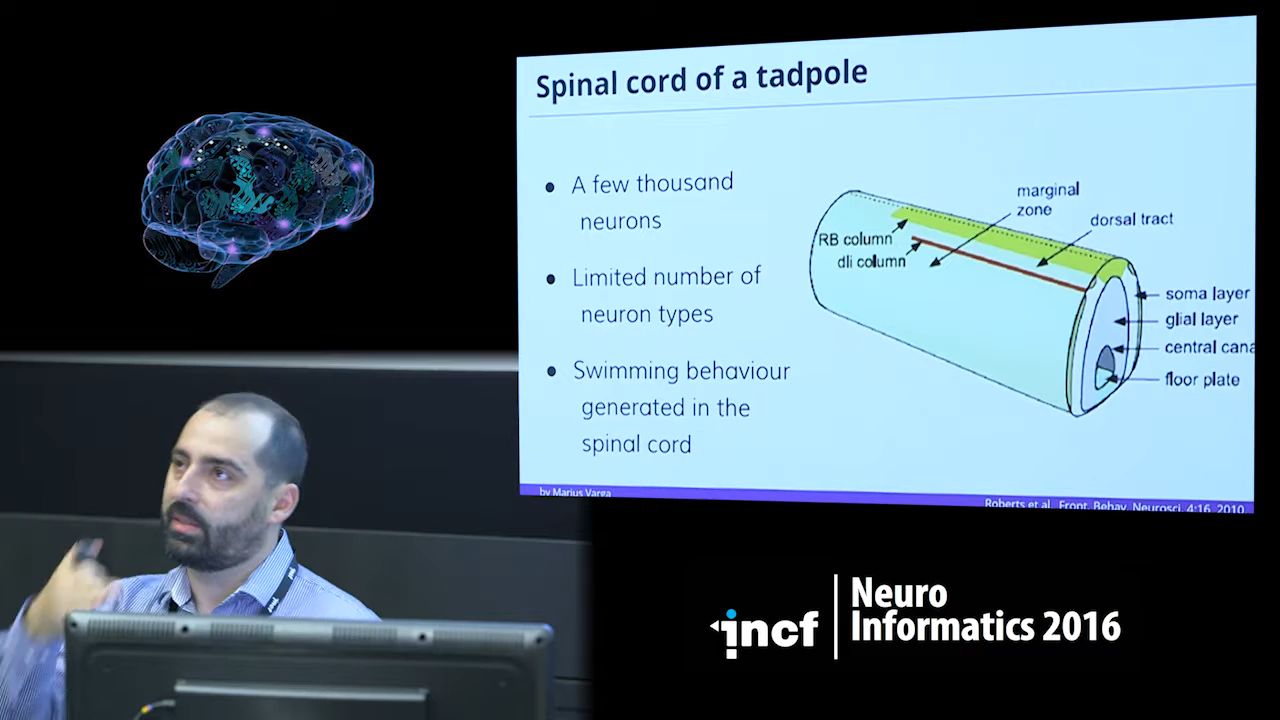 Spinal cord of a tadpole
● A few thousand
neurons
● Limited number of
neuron types
● Swimming behaviour
generated in the
spinal cord
marginal
zone
dorsal tract
RB column
dli column
soma layer
glial layer
central cana
floor plate
by Marius Varga
Roberts et al. Front. Behav. Neurosci. 4:16, 2010
incf
Neuro
Informatics 2016